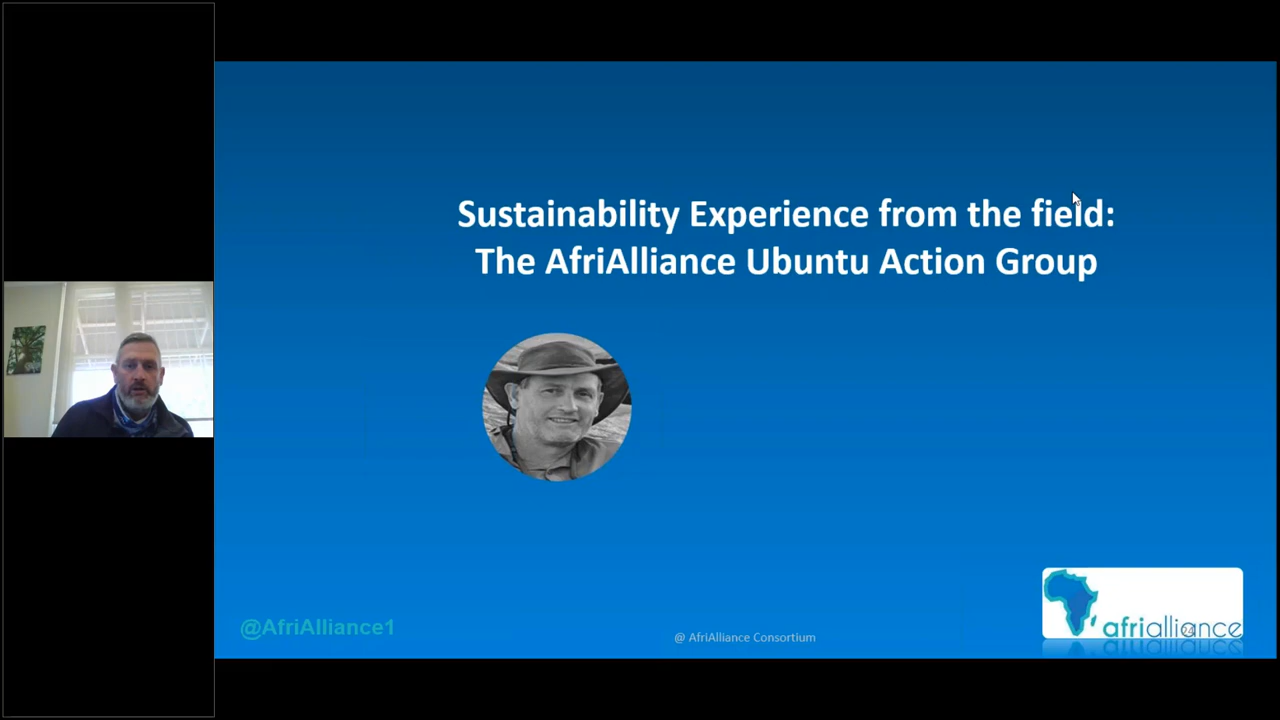 Sustainability Experience from the field:
The AfriAlliance Ubuntu Action Group
@AfriAlliance1
@ AfriAlliance Consortium
afrialliance